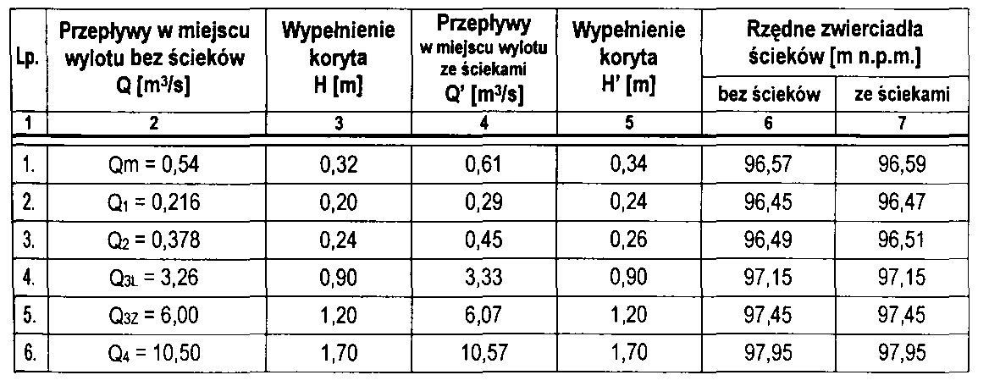 Lp. | Przepływy w miejscu wylotu bez ścieków Q [m³/s] | Wypełnienie koryta H [m] | Przepływy w miejscu wylotu ze ściekami Q' [m³/s] | Wypełnienie koryta H' [m] | Rzędne zwierciadła ścieków [m n.p.m.]
bez ścieków | ze ściekami
1 | 2 | 3 | 4 | 5 | 6 | 7
1. | Qm = 0,54 | 0,32 | 0,61 | 0,34 | 96,57 | 96,59
2. | Q1 = 0,216 | 0,20 | 0,29 | 0,24 | 96,45 | 96,47
3. | Q2 = 0,378 | 0,24 | 0,45 | 0,26 | 96,49 | 96,51
4. | Q3L = 3,26 | 0,90 | 3,33 | 0,90 | 97,15 | 97,15
5. | Q3Z = 6,00 | 1,20 | 6,07 | 1,20 | 97,45 | 97,45
6. | Q4 = 10,50 | 1,70 | 10,57 | 1,70 | 97,95 | 97,95